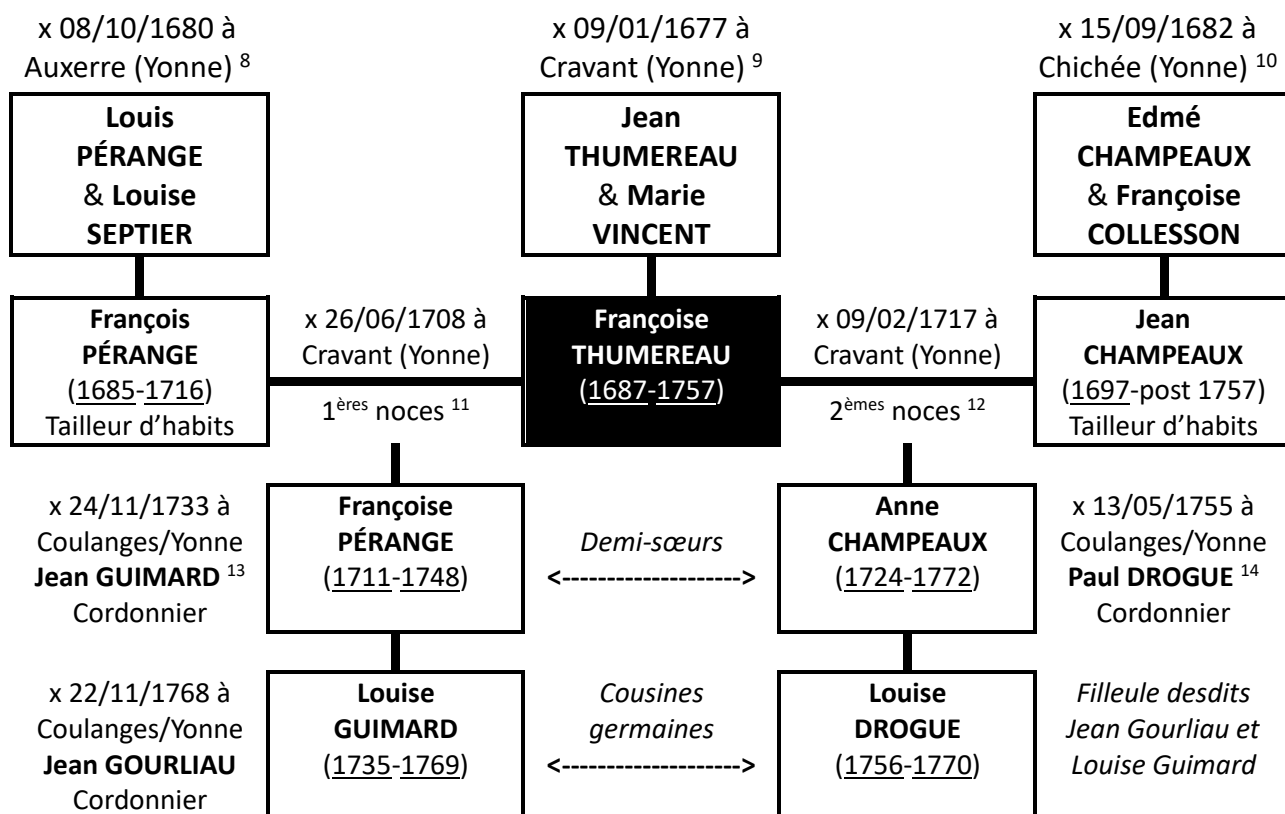 x 08/10/1680 à
Auxerre (Yonne) 8
x 09/01/1677 à
Cravant (Yonne) 9
x 15/09/1682 à
Chichée (Yonne) 10
Louis
PÉRANGE
& Louise
SEPTIER
Jean
THUMEREAU
& Marie
VINCENT
Edmé
CHAMPEAUX
& Françoise
COLLESSON
François
PÉRANGE
(1685-1716)
Tailleur d’habits
x 26/06/1708 à
Cravant (Yonne)
1ères noces 11
Françoise
THUMEREAU
(1687-1757)
x 09/02/1717 à
Cravant (Yonne)
2èmes noces 12
Jean
CHAMPEAUX
(1697-post 1757)
Tailleur d’habits
x 24/11/1733 à
Coulanges/Yonne
Jean GUIMARD 13
Cordonnier
Françoise
PÉRANGE
(1711-1748)
Demi-sœurs
<-------------------->
Anne
CHAMPEAUX
(1724-1772)
x 13/05/1755 à
Coulanges/Yonne
Paul DROGUE 14
Cordonnier
x 22/11/1768 à
Coulanges/Yonne
Jean GOURLIAU
Cordonnier
Louise
GUIMARD
(1735-1769)
Cousines
germaines
<-------------------->
Louise
DROGUE
(1756-1770)
Filleule desdits
Jean Gourliau et
Louise Guimard